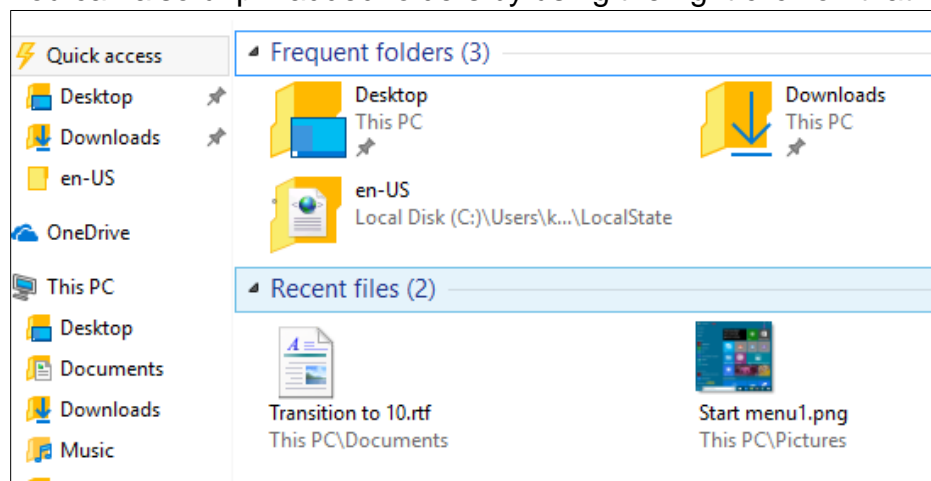 Quick access
Desktop
Downloads
en-US
OneDrive
This PC
Desktop
Documents
Downloads
Music
Frequent folders (3)
Desktop
This PC
Downloads
This PC
en-US
Local Disk (C:)\Users\k...\LocalState
Recent files (2)
Transition to 10.rtf
This PC\Documents
Start menu1.png
This PC\Pictures